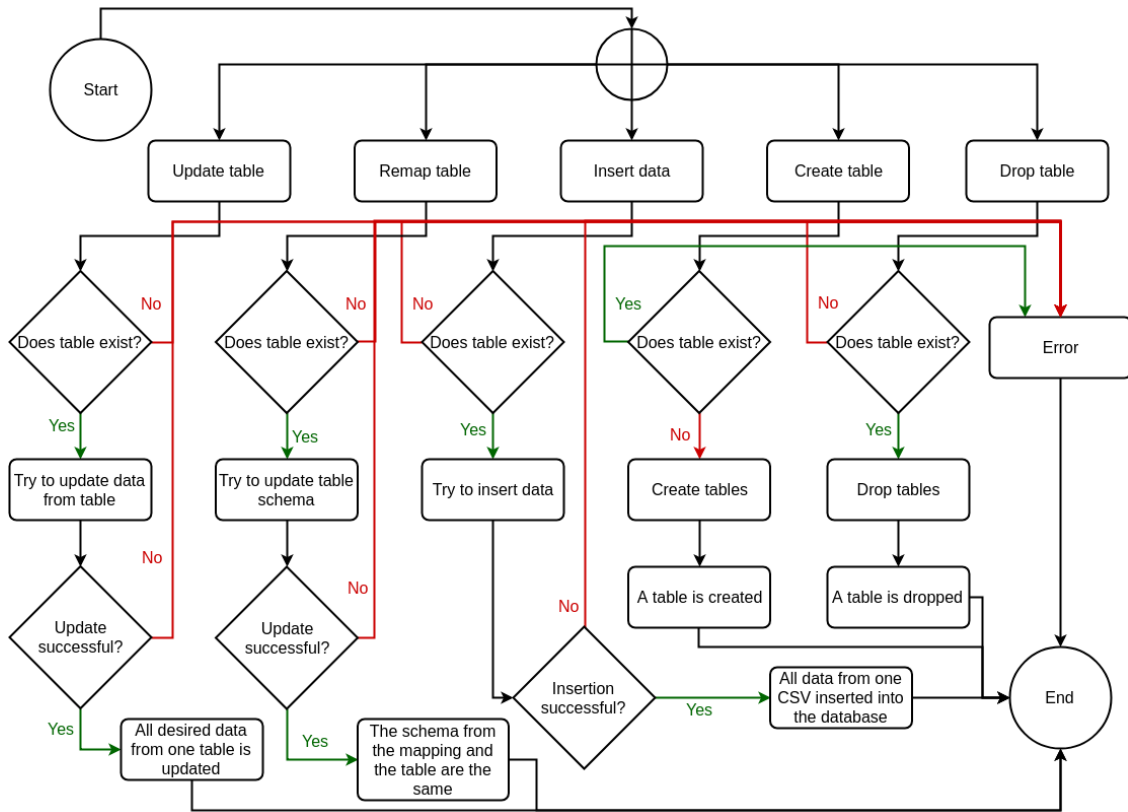 Start
Update table
Remap table
Insert data
Create table
Drop table
No
No
No
Yes
No
Does table exist?
Does table exist?
Does table exist?
Does table exist?
Does table exist?
Error
Yes
Yes
Yes
No
Yes
Try to update data
from table
Try to update table
schema
Try to insert data
Create tables
Drop tables
No
No
No
A table is created
A table is dropped
Update
successful?
Update
successful?
Insertion
successful?
Yes
All data from one
CSV inserted into
the database
End
Yes
All desired data
from one table is
updated
Yes
The schema from
the mapping and
the table are the
same